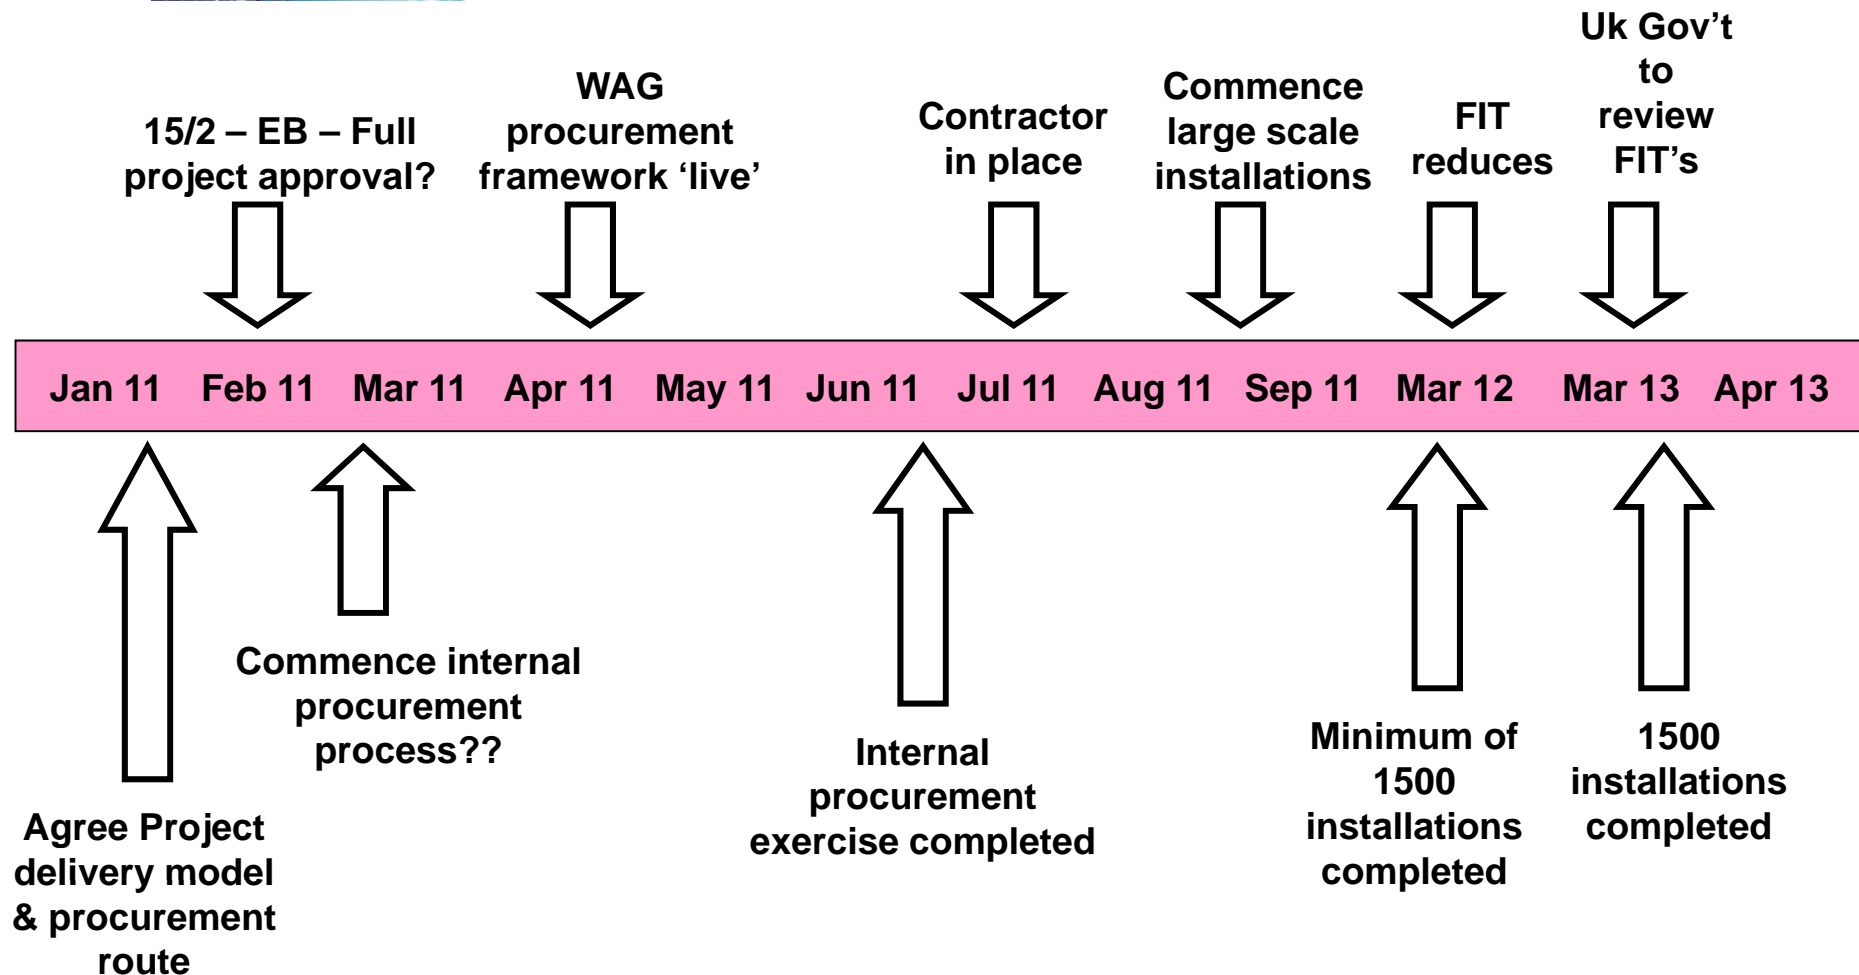 Uk Gov’t
to
review
FIT’s
WAG
procurement
framework ‘live’
Commence
large scale
installations
15/2 – EB – Full
project approval?
Contractor
in place
FIT
reduces
Jan 11 Feb 11 Mar 11 Apr 11 May 11 Jun 11 Jul 11 Aug 11 Sep 11 Mar 12 Mar 13 Apr 13
Agree Project
delivery model
& procurement
route
Commence internal
procurement
process??
Internal
procurement
exercise completed
Minimum of
1500
installations
completed
1500
installations
completed